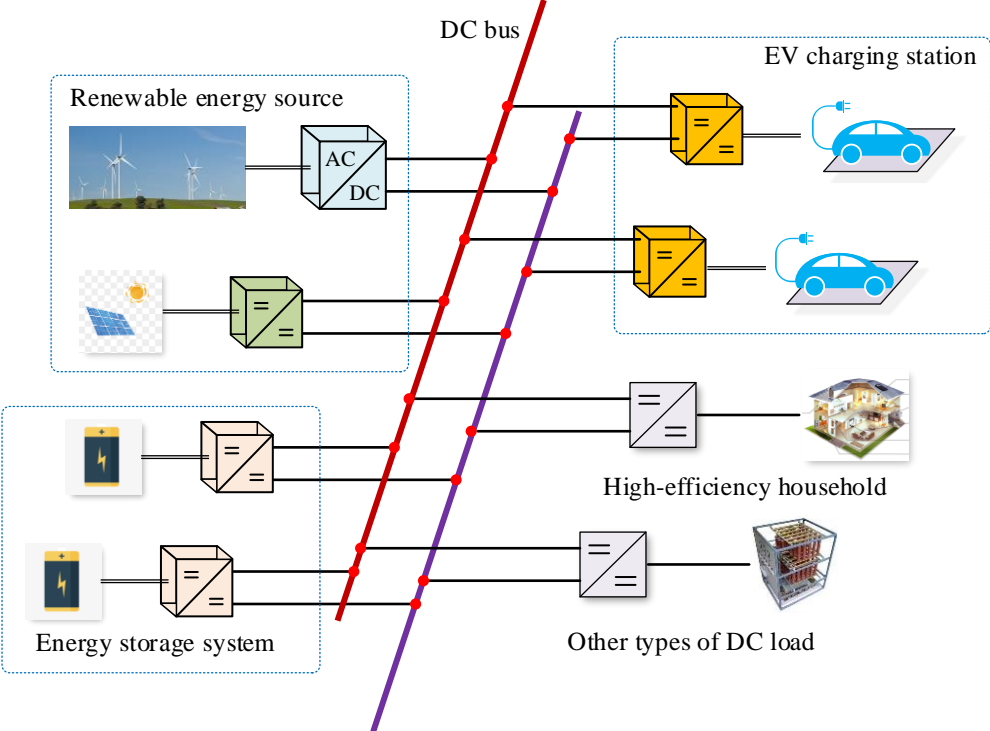 DC bus
EV charging station
Renewable energy source
AC
DC
High-efficiency household
Energy storage system
Other types of DC load